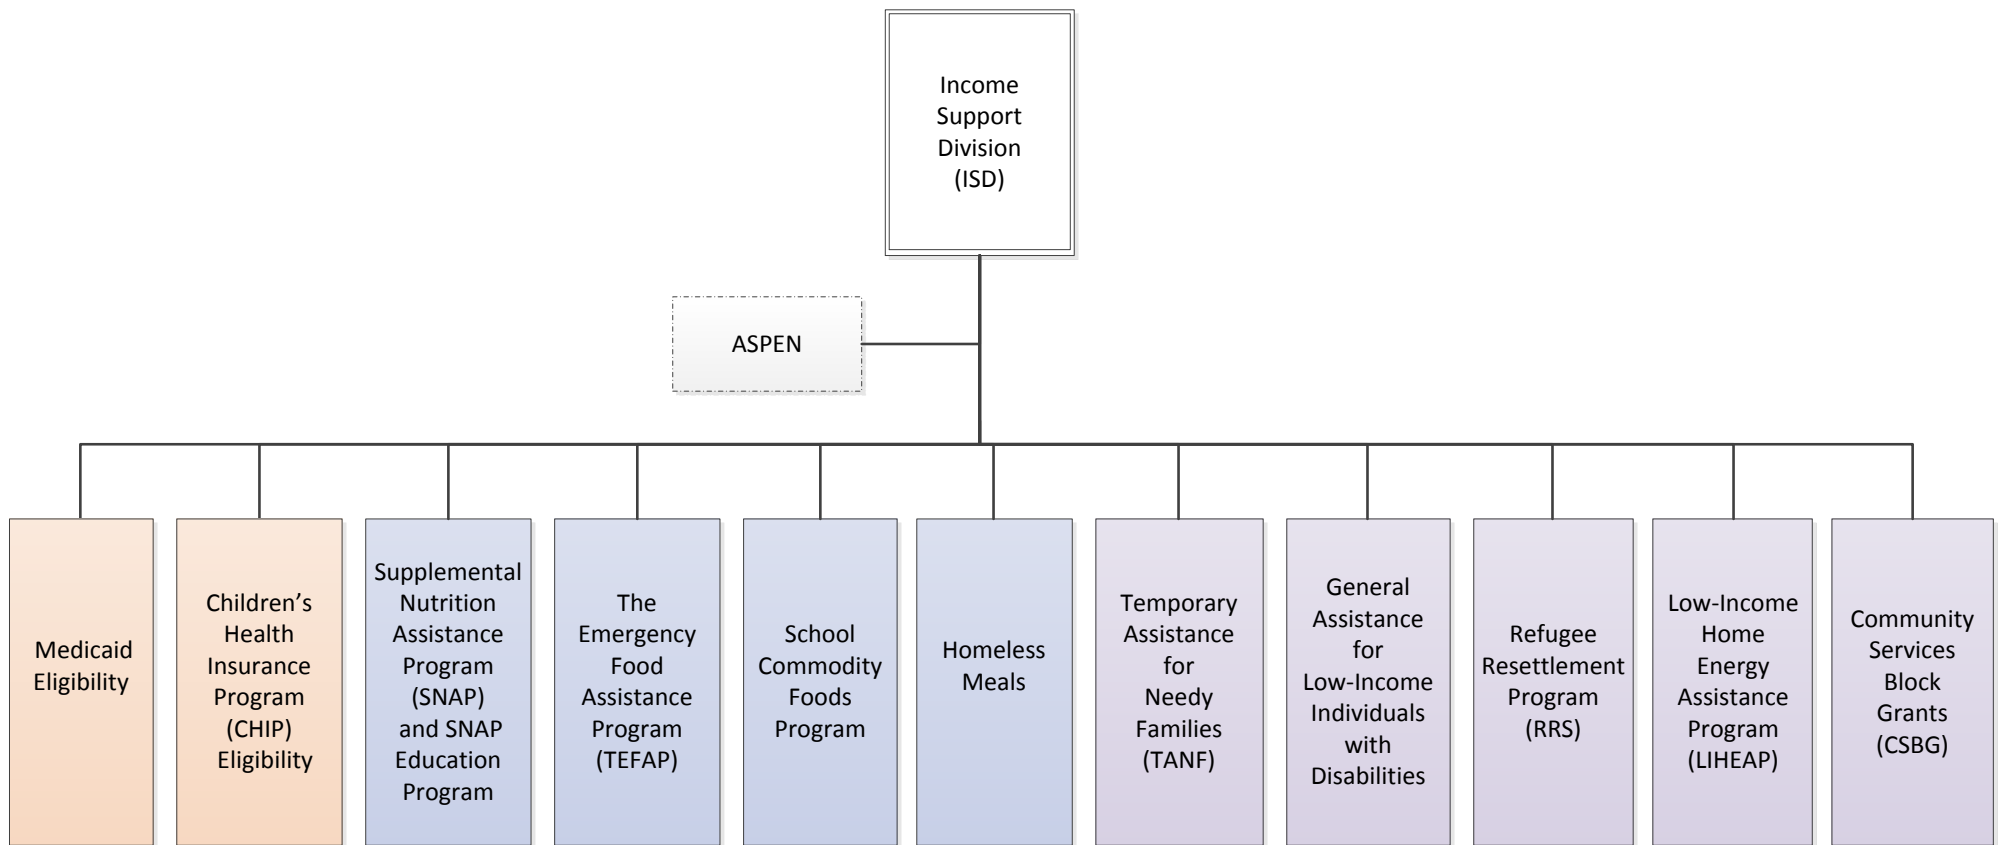 Income
Support
Division
(ISD)
ASPEN
Medicaid
Eligibility
Children’s
Health
Insurance
Program
(CHIP)
Eligibility
Supplemental
Nutrition
Assistance
Program
(SNAP)
and SNAP
Education
Program
The
Emergency
Food
Assistance
Program
(TEFAP)
School
Commodity
Foods
Program
Homeless
Meals
Temporary
Assistance
for
Needy
Families
(TANF)
General
Assistance
for
Low-Income
Individuals
with
Disabilities
Refugee
Resettlement
Program
(RRS)
Low-Income
Home
Energy
Assistance
Program
(LIHEAP)
Community
Services
Block
Grants
(CSBG)